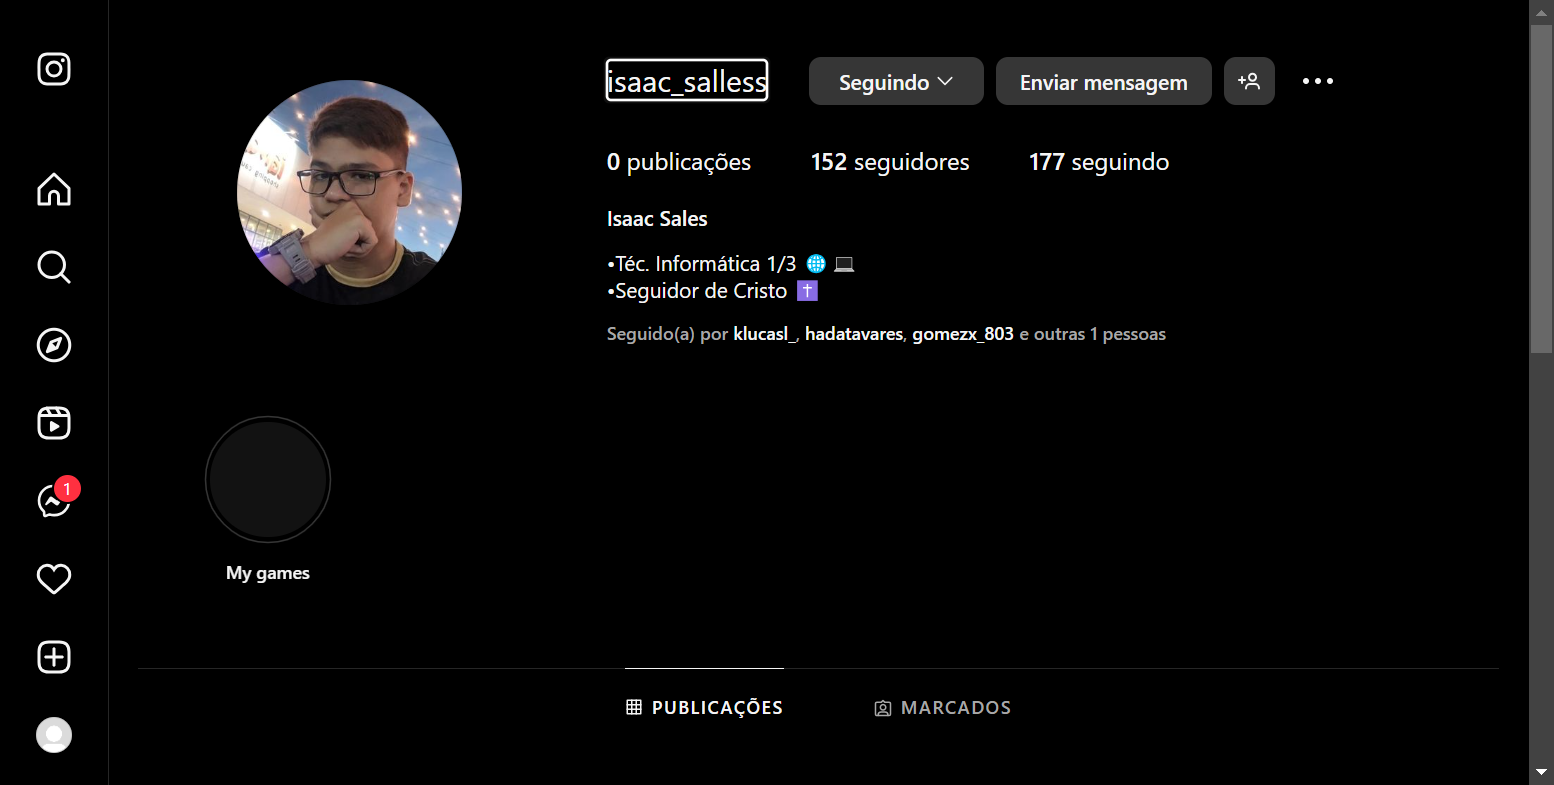 isaac_salless
Seguindo
Enviar mensagem
0 publicações
152 seguidores
177 seguindo
Isaac Sales
•Téc. Informática 1/3 🌐 💻
•Seguidor de Cristo ✝️
Seguido(a) por klucasl_, hadatavares, gomezx_803 e outras 1 pessoas
1
My games
PUBLICAÇÕES
MARCADOS